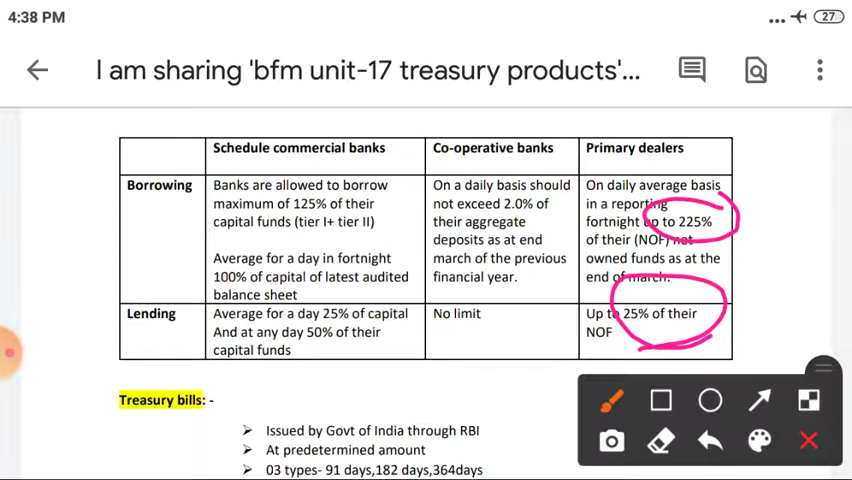 4:38 PM
27
I am sharing 'bfm unit-17 treasury products'...
Schedule commercial banks
Co-operative banks
Primary dealers
Borrowing
Banks are allowed to borrow
maximum of 125% of their
capital funds (tier I+ tier II)
Average for a day in fortnight
100% of capital of latest audited
balance sheet
On a daily basis should
not exceed 2.0% of
their aggregate
deposits as at end
march of the previous
financial year.
On daily average basis
in a reporting
fortnight up to 225%
of their (NOF) not
owned funds as at the
end of march.
Lending
Average for a day 25% of capital
And at any day 50% of their
capital funds
No limit
Up to 25% of their
NOF
Treasury bills: -
Issued by Govt of India through RBI
At predetermined amount
03 types- 91 days,182 days,364days